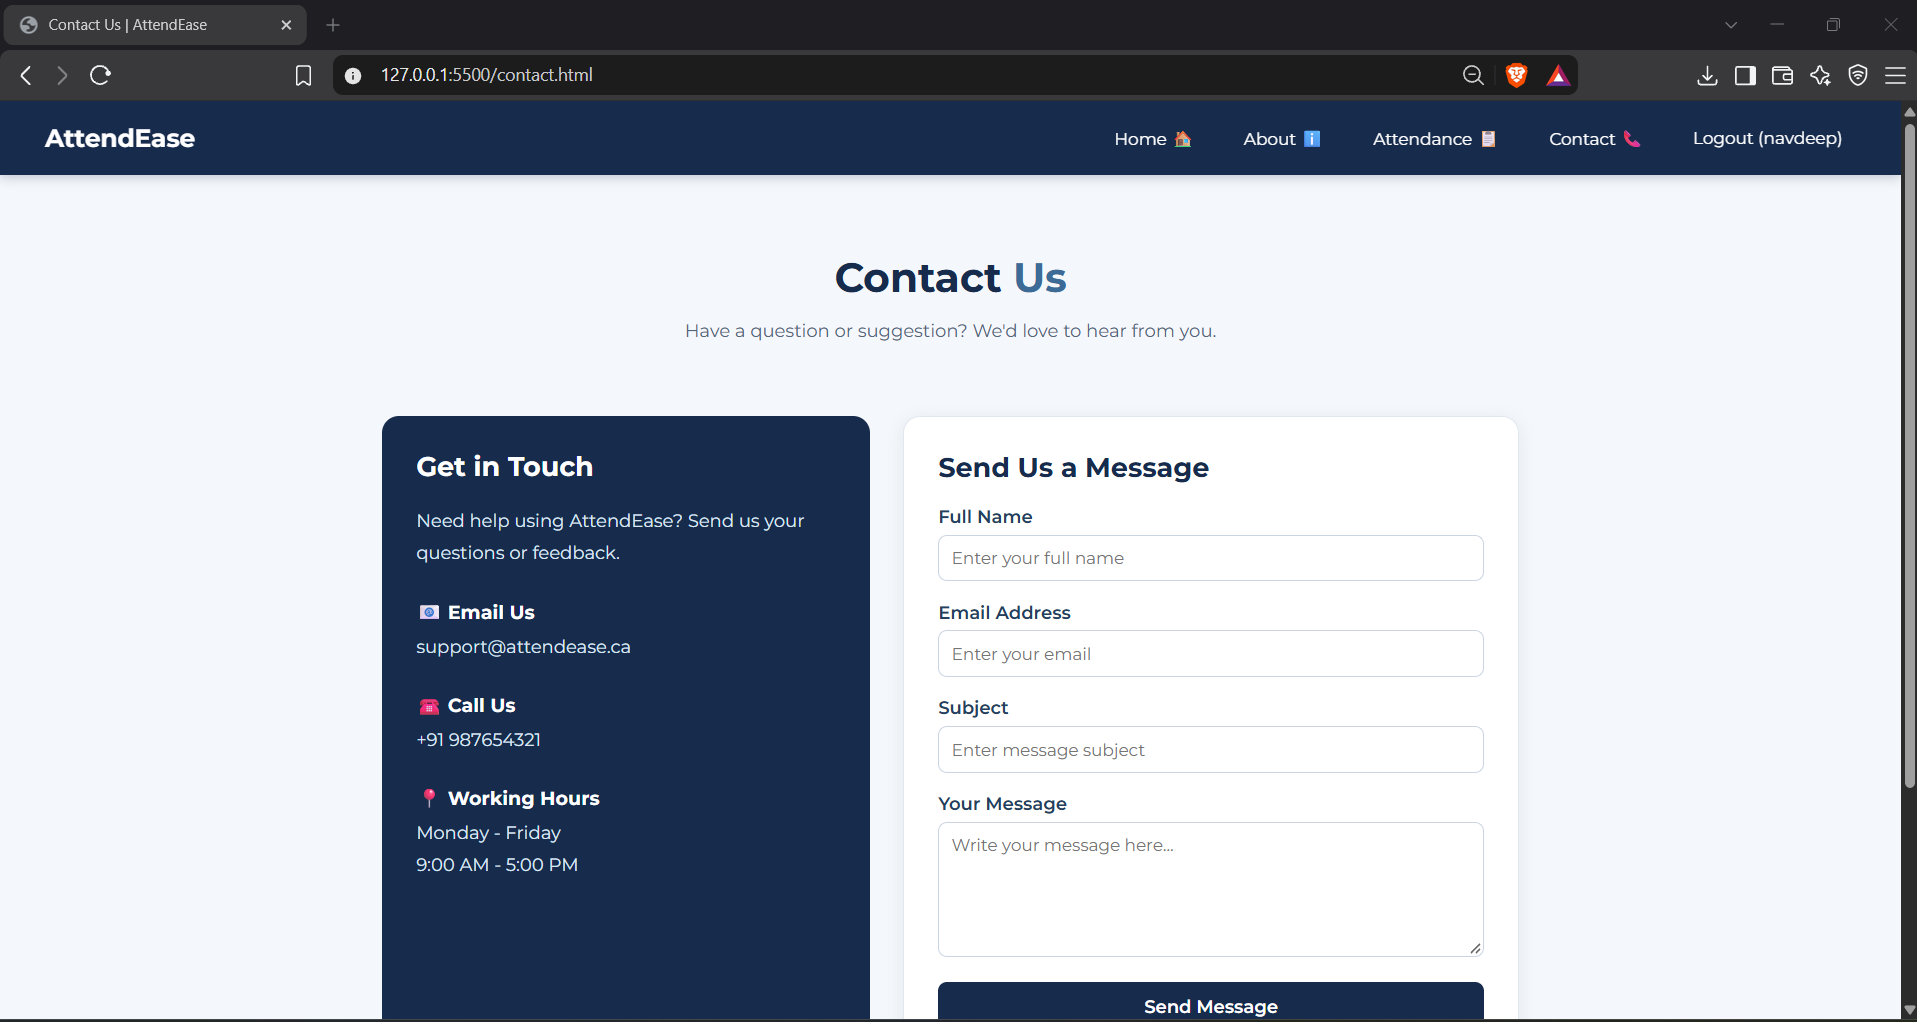 Contact Us | AttendEase
127.0.0.1:5500/contact.html
AttendEase
Home 🏠 About ℹ️ Attendance 📋 Contact 📞 Logout (navdeep)
Contact Us
Have a question or suggestion? We'd love to hear from you.
Get in Touch
Need help using AttendEase? Send us your
questions or feedback.
📧 Email Us
support@attendease.ca
☎️ Call Us
+91 987654321
📍 Working Hours
Monday - Friday
9:00 AM - 5:00 PM
Send Us a Message
Full Name
Enter your full name
Email Address
Enter your email
Subject
Enter message subject
Your Message
Write your message here...
Send Message